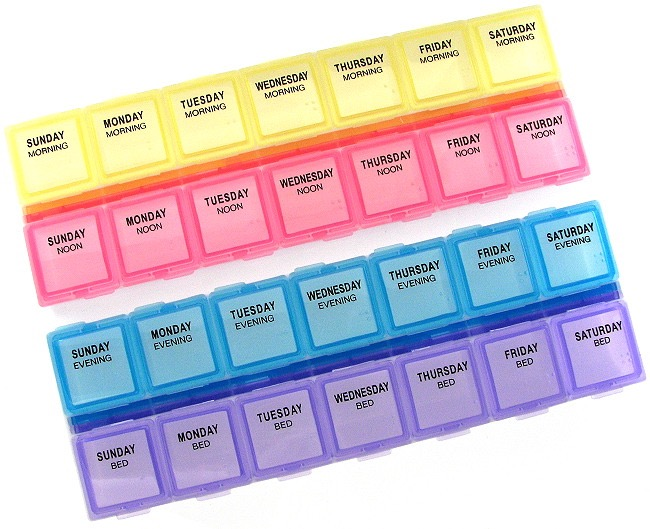 SUNDAY
MORNING
MONDAY
MORNING
TUESDAY
MORNING
WEDNESDAY
MORNING
THURSDAY
MORNING
FRIDAY
MORNING
SATURDAY
MORNING
SUNDAY
NOON
MONDAY
NOON
TUESDAY
NOON
WEDNESDAY
NOON
THURSDAY
NOON
FRIDAY
NOON
SATURDAY
NOON
SUNDAY
EVENING
MONDAY
EVENING
TUESDAY
EVENING
WEDNESDAY
EVENING
THURSDAY
EVENING
FRIDAY
EVENING
SATURDAY
EVENING
SUNDAY
BED
MONDAY
BED
TUESDAY
BED
WEDNESDAY
BED
THURSDAY
BED
FRIDAY
BED
SATURDAY
BED